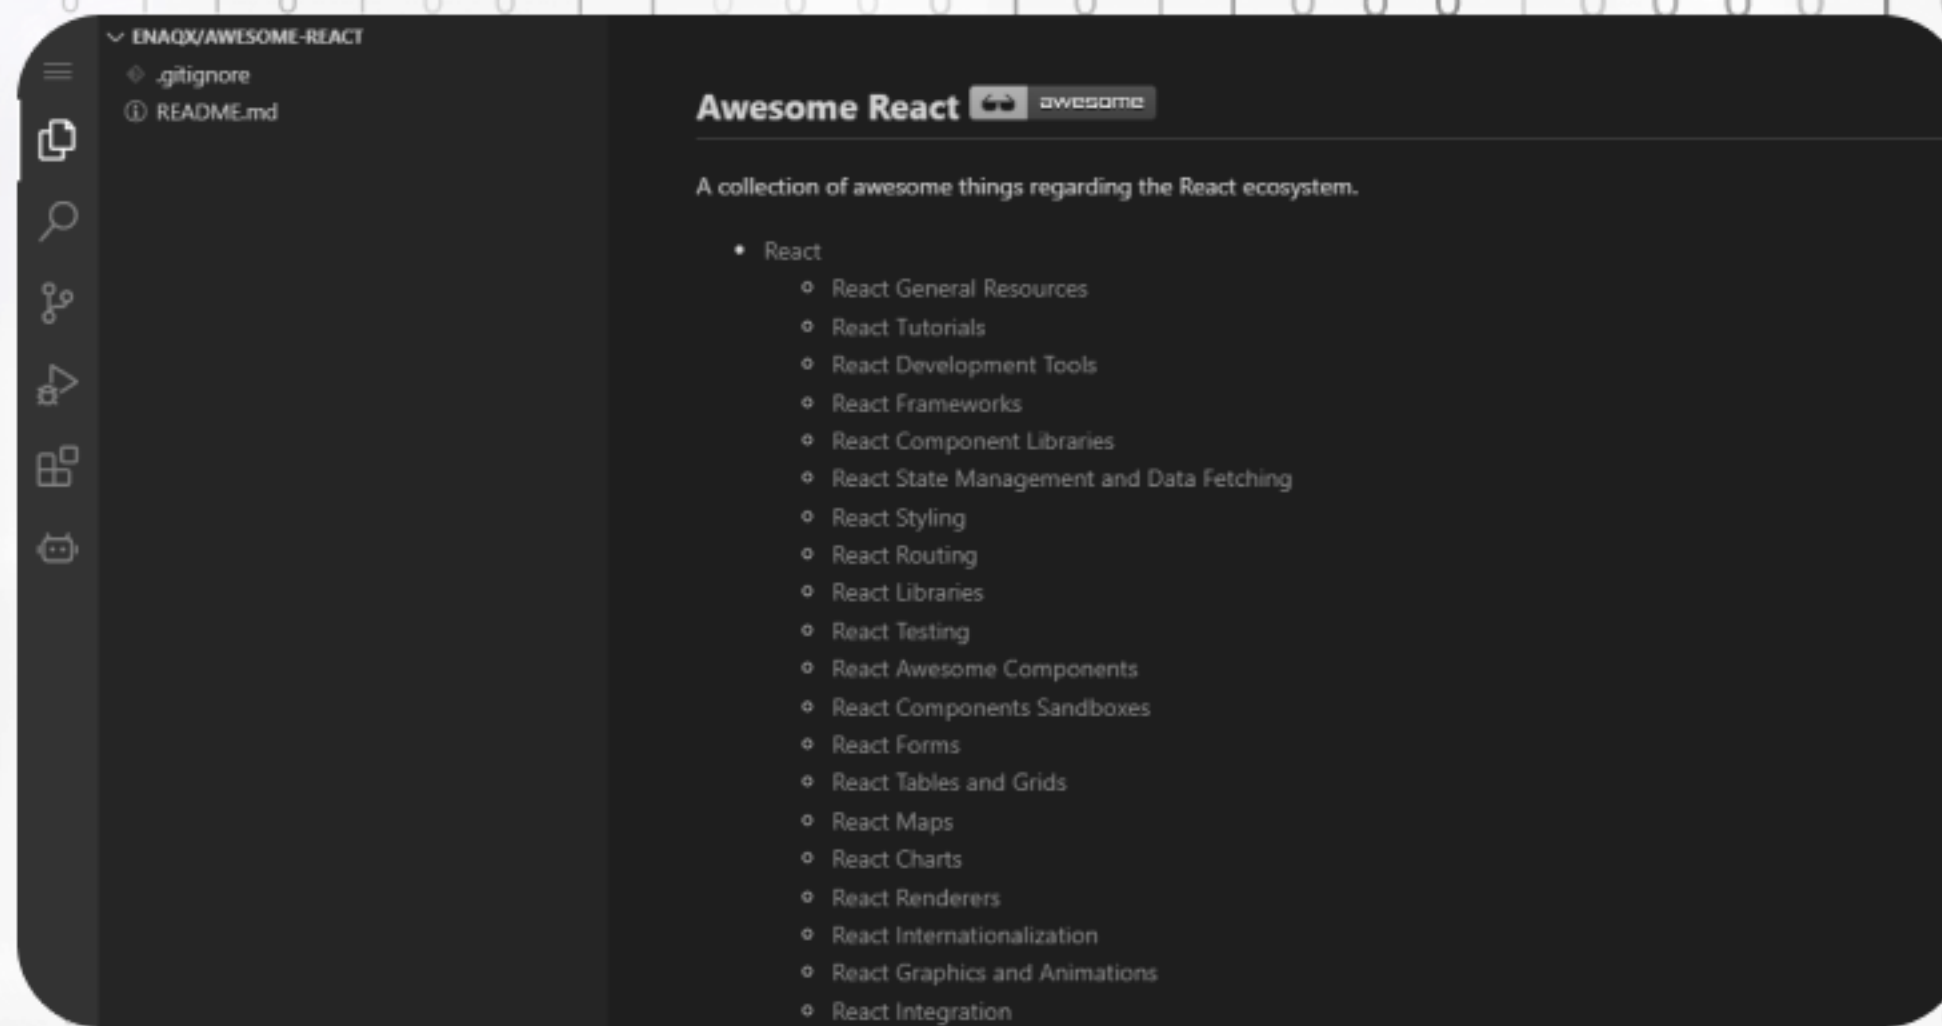 ENAQX/AWESOME-REACT
.gitignore
README.md
Awesome React awesome
A collection of awesome things regarding the React ecosystem.
React
React General Resources
React Tutorials
React Development Tools
React Frameworks
React Component Libraries
React State Management and Data Fetching
React Styling
React Routing
React Libraries
React Testing
React Awesome Components
React Components Sandboxes
React Forms
React Tables and Grids
React Maps
React Charts
React Renderers
React Internationalization
React Graphics and Animations
React Integration